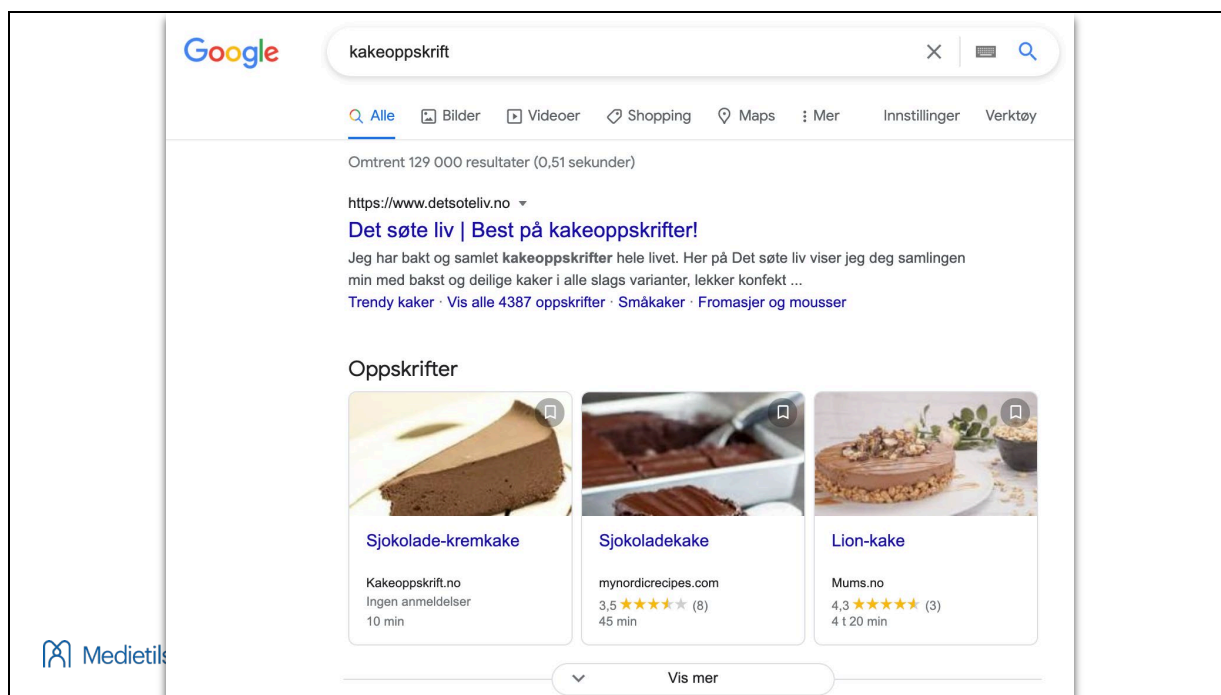 Google
kakeoppskrift
Alle Bilder Videoer Shopping Maps Mer Innstillinger Verktøy
Omtrent 129 000 resultater (0,51 sekunder)
https://www.detsoteliv.no
Det søte liv | Best på kakeoppskrifter!
Jeg har bakt og samlet kakeoppskrifter hele livet. Her på Det søte liv viser jeg deg samlingen
min med bakst og deilige kaker i alle slags varianter, lekker konfekt ...
Trendy kaker · Vis alle 4387 oppskrifter · Småkaker · Fromasjer og mousser
Oppskrifter
Sjokolade-kremkake
Kakeoppskrift.no
Ingen anmeldelser
10 min
Sjokoladekake
mynordicrecipes.com
3,5 (8)
45 min
Lion-kake
Mums.no
4,3 (3)
4 t 20 min
Vis mer